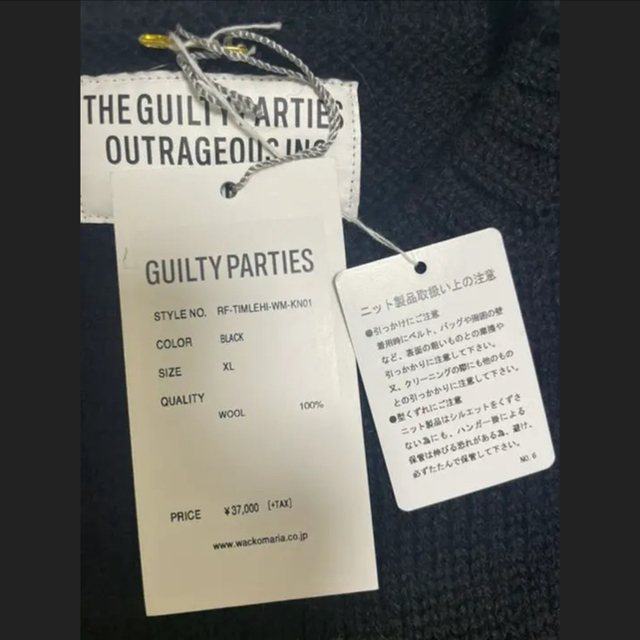 THE GUILTY PARTIES
OUTRAGEOUS INC
GUILTY PARTIES
STYLE NO. RF-TIMLEHI-WM-KN01
COLOR BLACK
SIZE XL
QUALITY
WOOL 100%
PRICE ¥37,000 [+TAX]
www.wackomaria.co.jp
ニット製品取扱い上の注意
●引っかけにご注意
着用時にベルト、バッグや周囲の壁
など、表面の粗いものとの摩擦や
引っかかりに注意して下さい。
又、クリーニングの際にも他のもの
との引っかかりに注意して下さい。
●型くずれにご注意
ニット製品はシルエットをくずさ
ない為にも、ハンガー掛による
保管は伸びる恐れがある為、避け、
必ずたたんで保管して下さい。
NO. 6